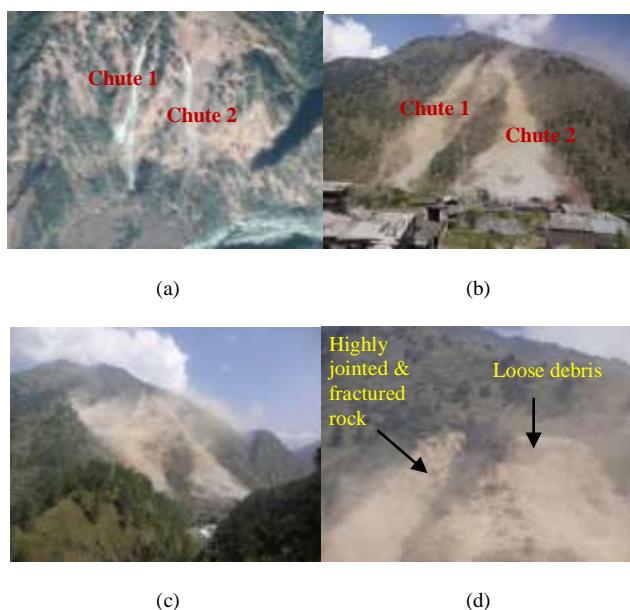 Chute 1
Chute 2
Chute 1
Chute 2
(a)
(b)
Highly
jointed &
fractured
rock
Loose debris
(c)
(d)